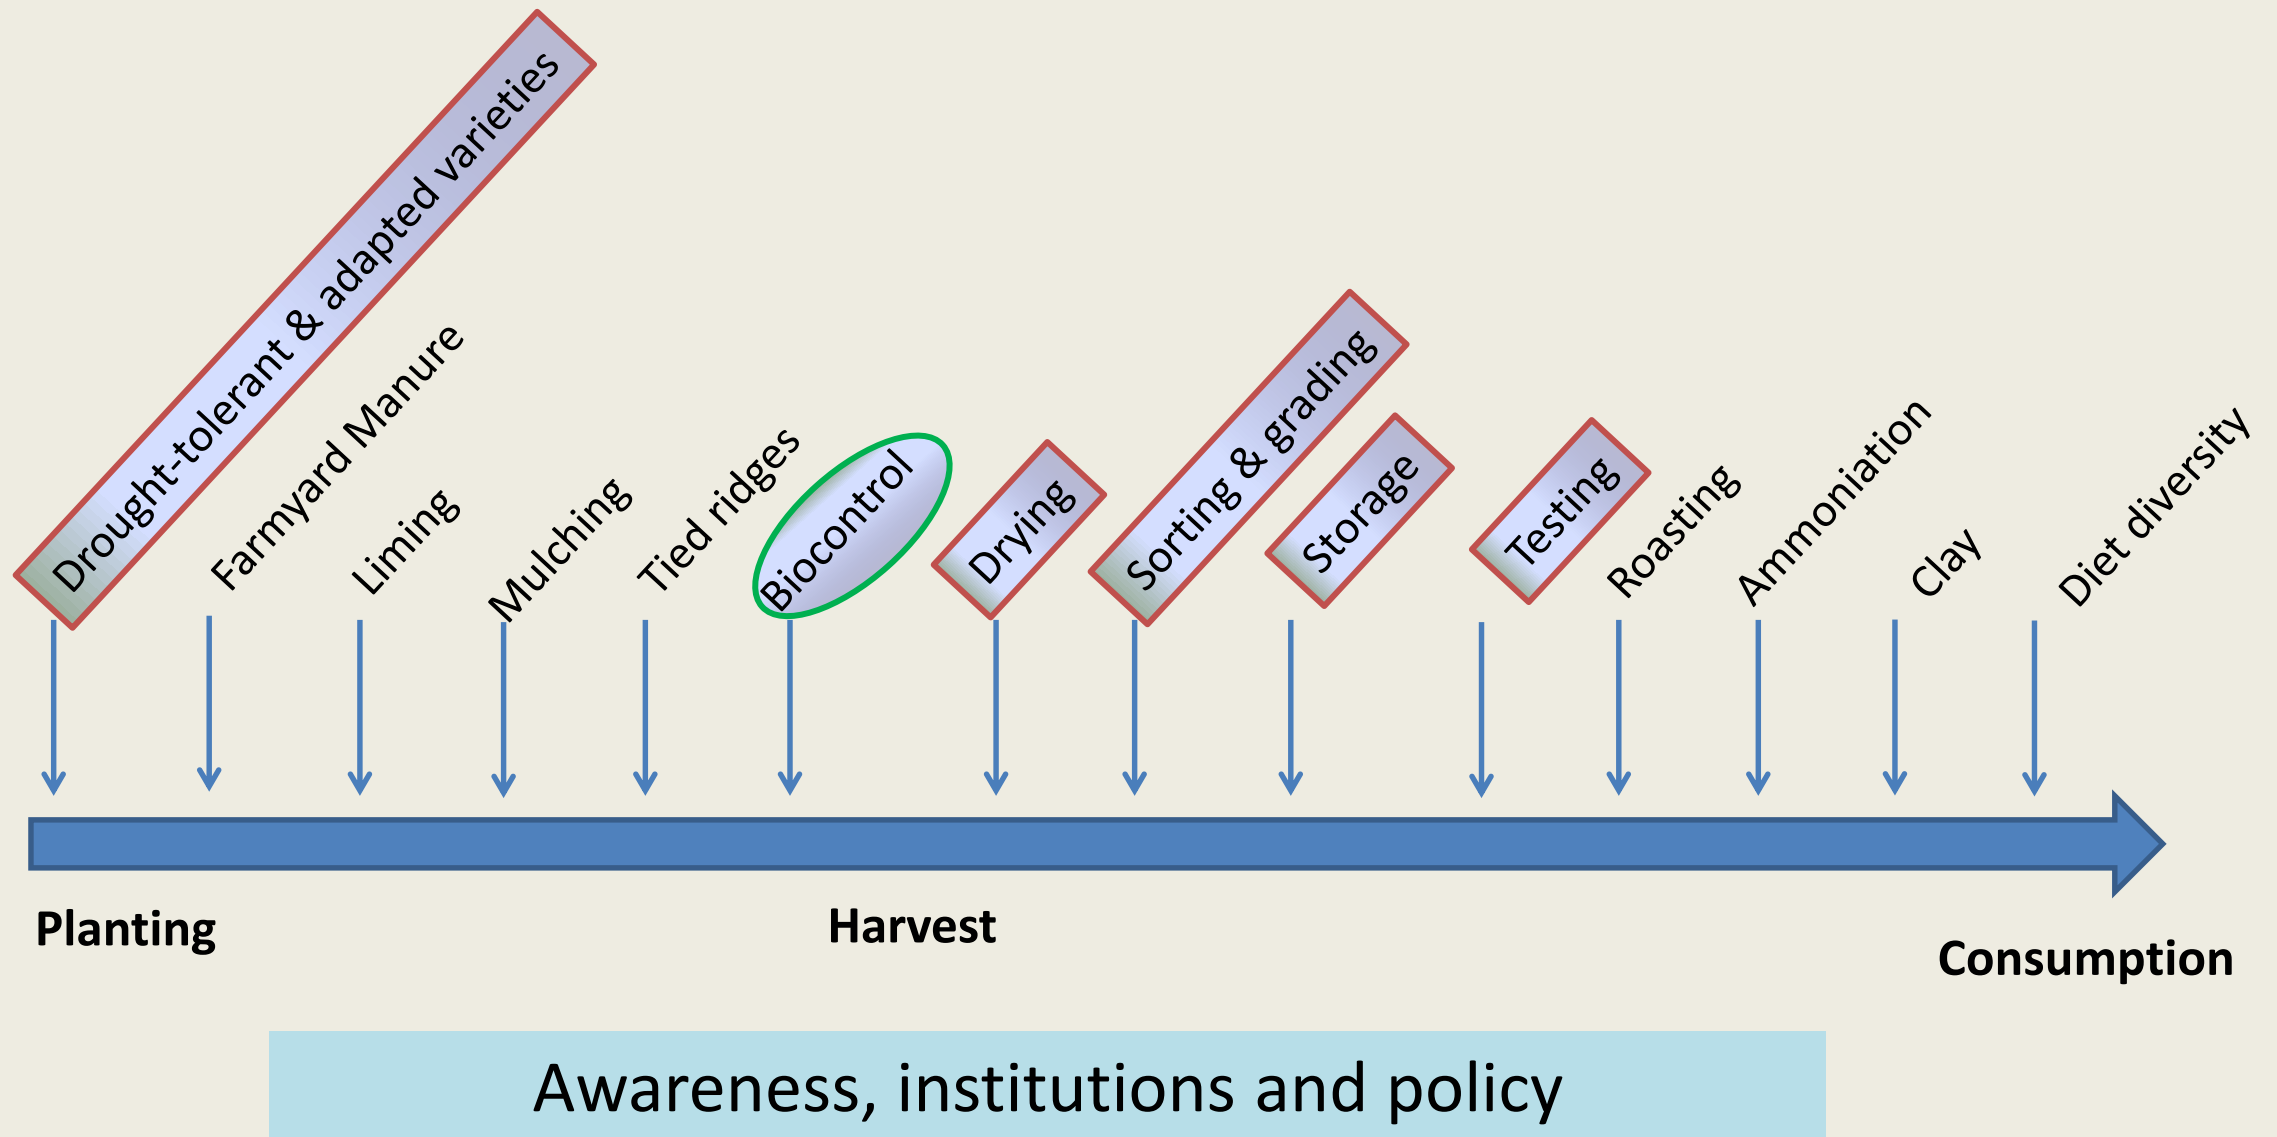 Drought-tolerant & adapted varieties
Farmyard Manure
Liming
Mulching
Tied ridges
Biocontrol
Drying
Sorting & grading
Storage
Testing
Roasting
Ammoniation
Clay
Diet diversity
Planting
Harvest
Consumption
Awareness, institutions and policy